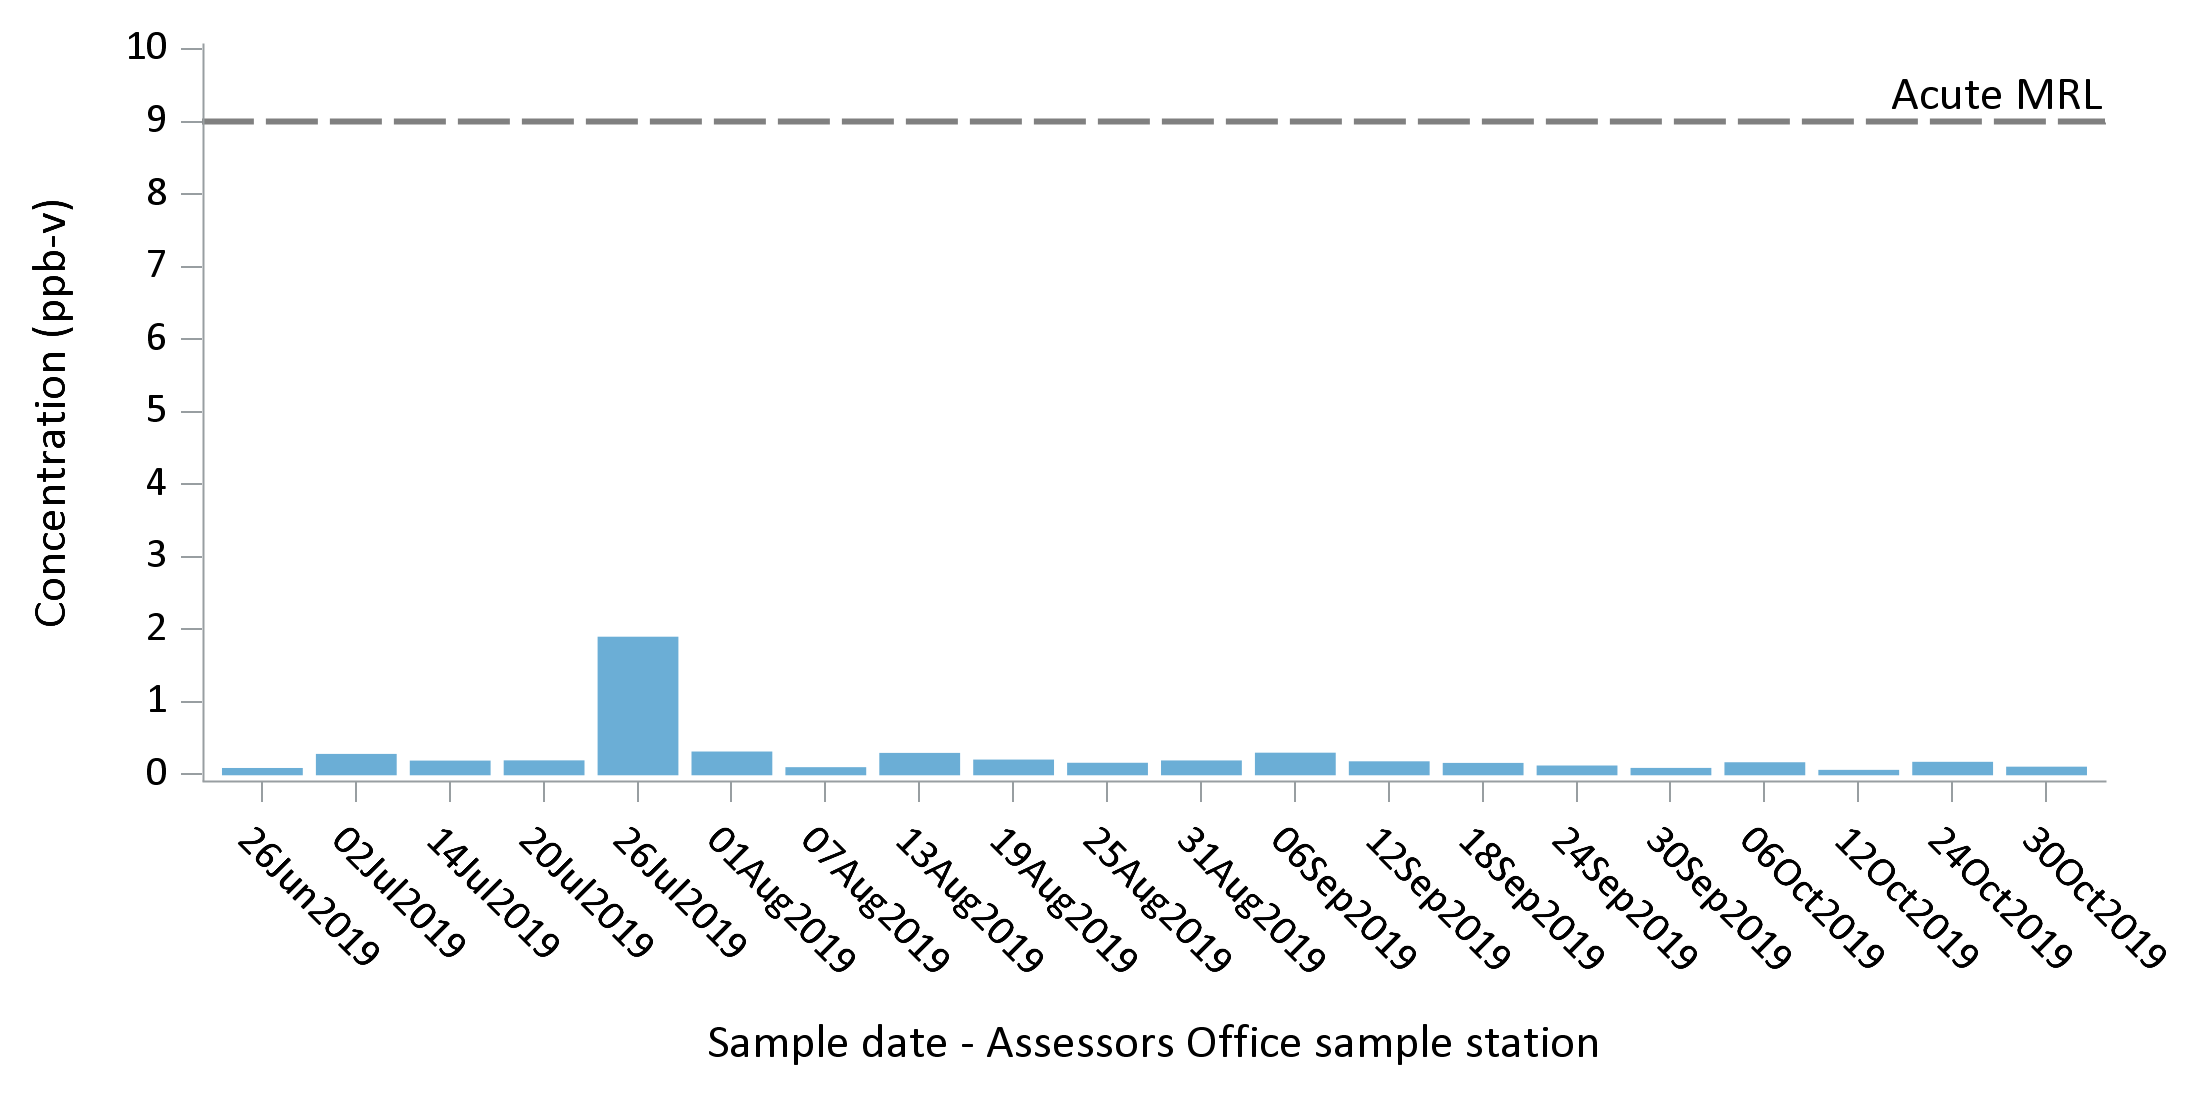 10
9
8
7
6
5
4
3
2
1
0
Concentration (ppb-v)
Acute MRL
26Jun2019
02Jul2019
14Jul2019
20Jul2019
26Jul2019
01Aug2019
07Aug2019
13Aug2019
19Aug2019
25Aug2019
31Aug2019
06Sep2019
12Sep2019
18Sep2019
24Sep2019
30Sep2019
06Oct2019
12Oct2019
24Oct2019
30Oct2019
Sample date - Assessors Office sample station